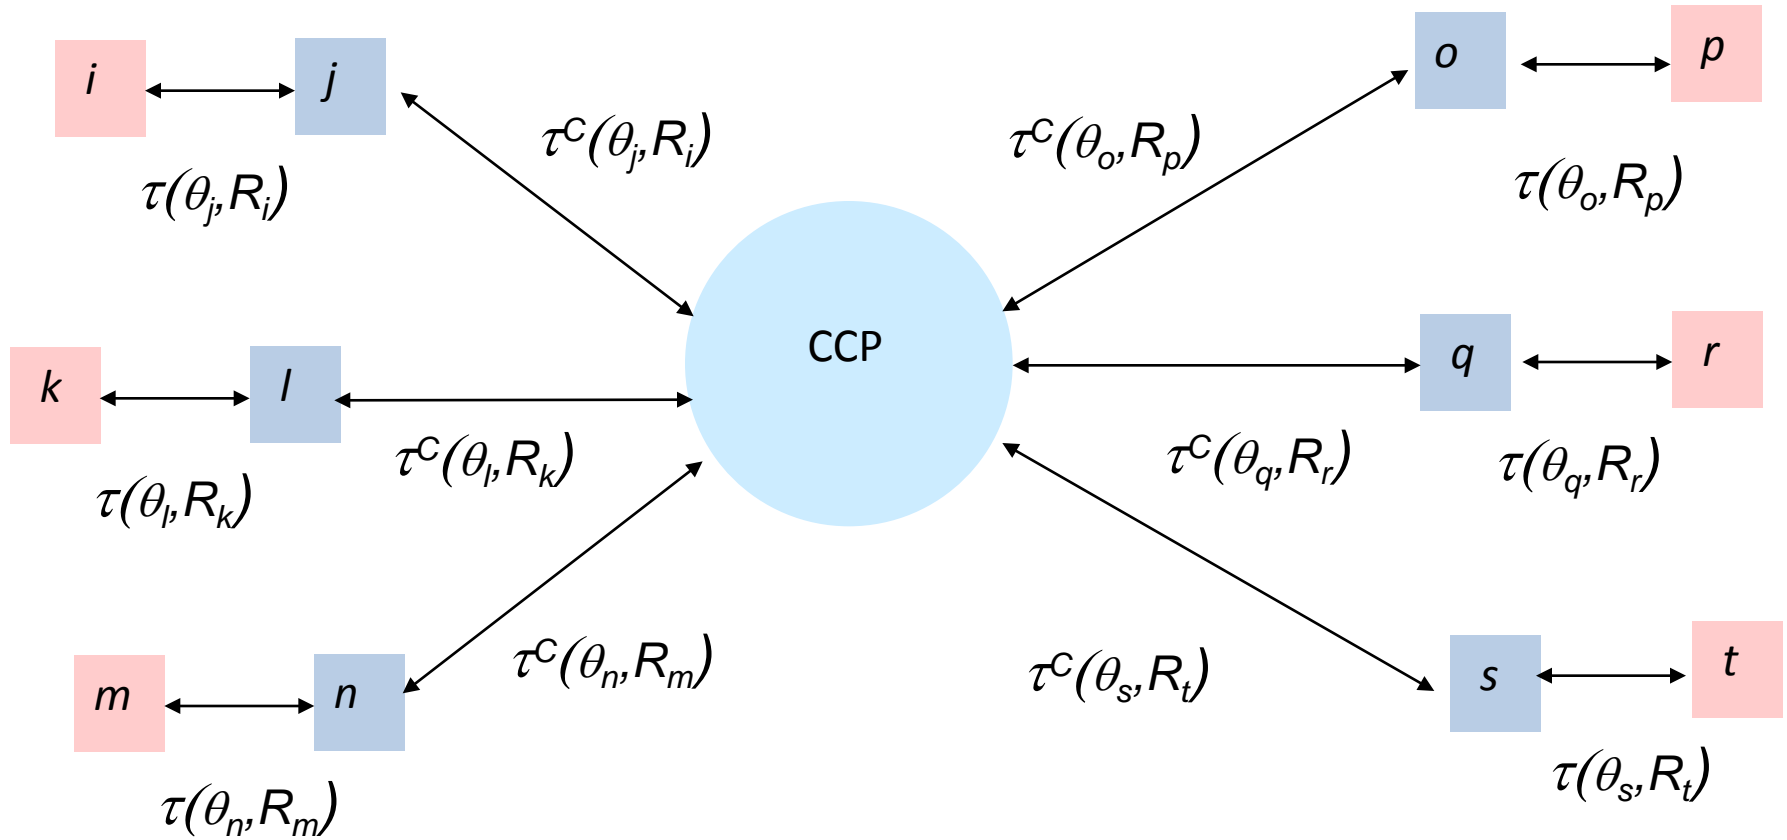 i
j
τ(θj,Ri)
τC(θj,Ri)
τC(θo,Rp)
o
p
τ(θo,Rp)
k
l
τ(θl,Rk)
τC(θl,Rk)
CCP
q
r
τC(θq,Rr)
τ(θq,Rr)
m
n
τ(θn,Rm)
τC(θn,Rm)
τC(θs,Rt)
s
t
τ(θs,Rt)